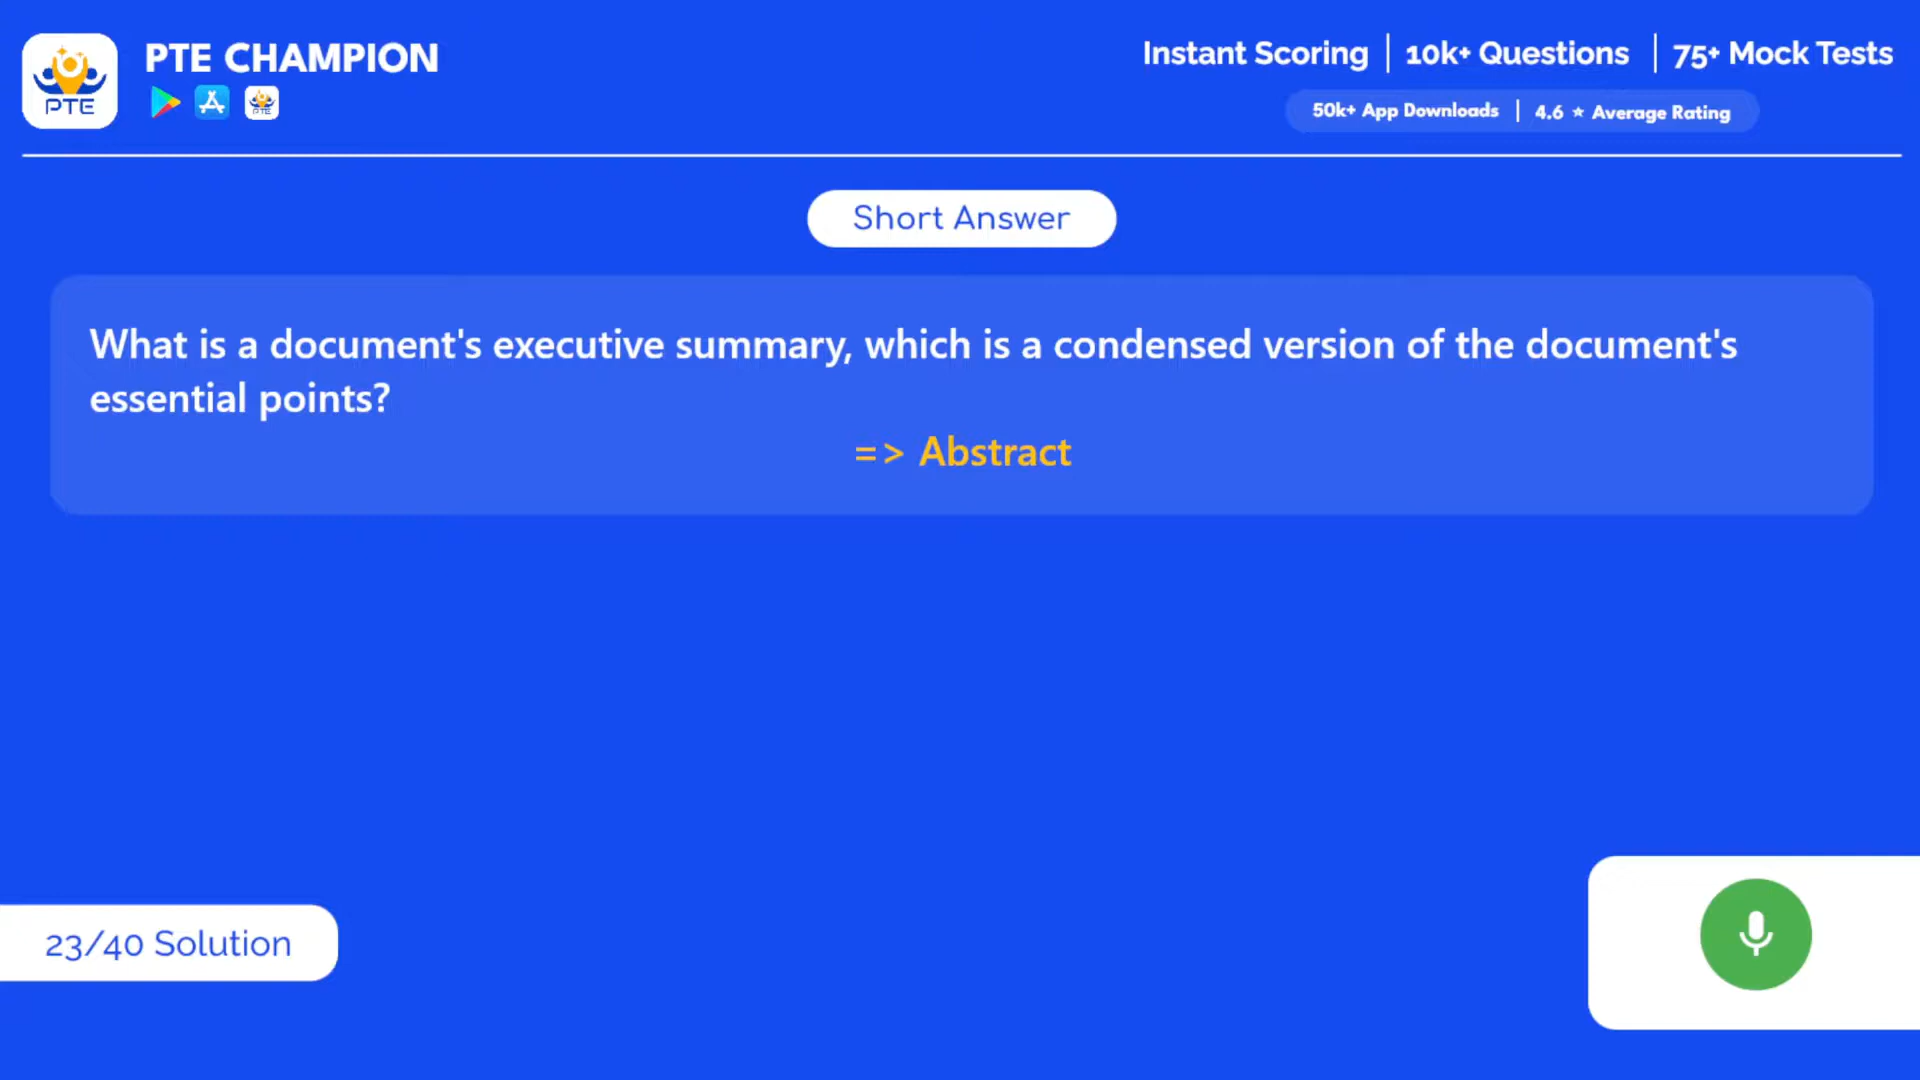 PTE CHAMPION
PTE
PTE
Instant Scoring | 10k+ Questions | 75+ Mock Tests
50k+ App Downloads | 4.6 ★ Average Rating
Short Answer
What is a document's executive summary, which is a condensed version of the document's
essential points?
=> Abstract
23/40 Solution